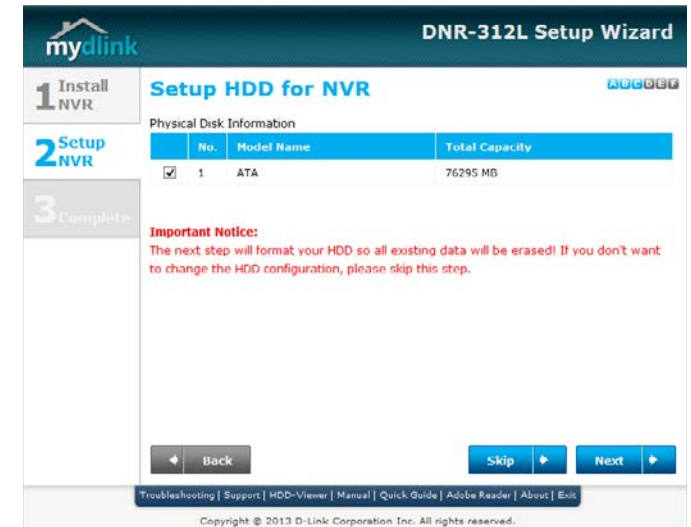 mydlink
DNR-312L Setup Wizard
1 Install NVR
2 Setup NVR
3 Complete
Setup HDD for NVR
A B C D E F
Physical Disk Information
No. Model Name Total Capacity
1 ATA 76295 MB
Important Notice:
The next step will format your HDD so all existing data will be erased! If you don't want
to change the HDD configuration, please skip this step.
Back Skip Next
Troubleshooting | Support | HDD-Viewer | Manual | Quick Guide | Adobe Reader | About | Exit
Copyright © 2013 D-Link Corporation Inc. All rights reserved.